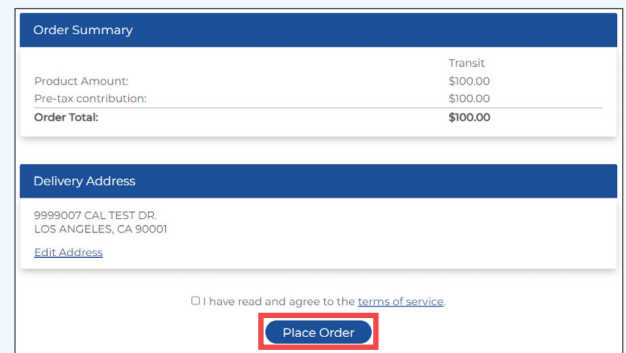 Order Summary
Transit
Product Amount: $100.00
Pre-tax contribution: $100.00
Order Total: $100.00
Delivery Address
9999007 CAL TEST DR.
LOS ANGELES, CA 90001
Edit Address
I have read and agree to the terms of service.
Place Order